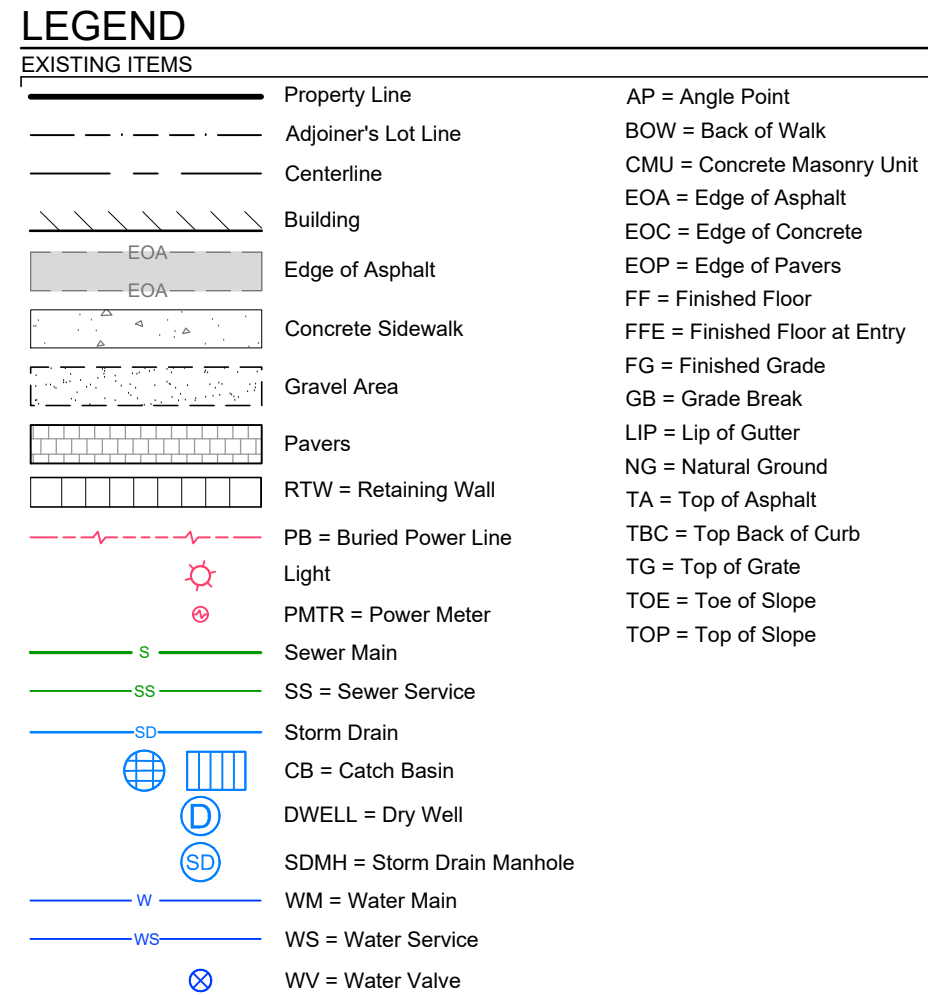 LEGEND
EXISTING ITEMS
Property Line
Adjoiner's Lot Line
Centerline
Building
EOA
EOA
Edge of Asphalt
Concrete Sidewalk
Gravel Area
Pavers
RTW = Retaining Wall
PB = Buried Power Line
Light
PMTR = Power Meter
S Sewer Main
SS SS = Sewer Service
SD Storm Drain
CB = Catch Basin
D DWELL = Dry Well
SD SDMH = Storm Drain Manhole
W WM = Water Main
WS WS = Water Service
WV = Water Valve
AP = Angle Point
BOW = Back of Walk
CMU = Concrete Masonry Unit
EOA = Edge of Asphalt
EOC = Edge of Concrete
EOP = Edge of Pavers
FF = Finished Floor
FFE = Finished Floor at Entry
FG = Finished Grade
GB = Grade Break
LIP = Lip of Gutter
NG = Natural Ground
TA = Top of Asphalt
TBC = Top Back of Curb
TG = Top of Grate
TOE = Toe of Slope
TOP = Top of Slope